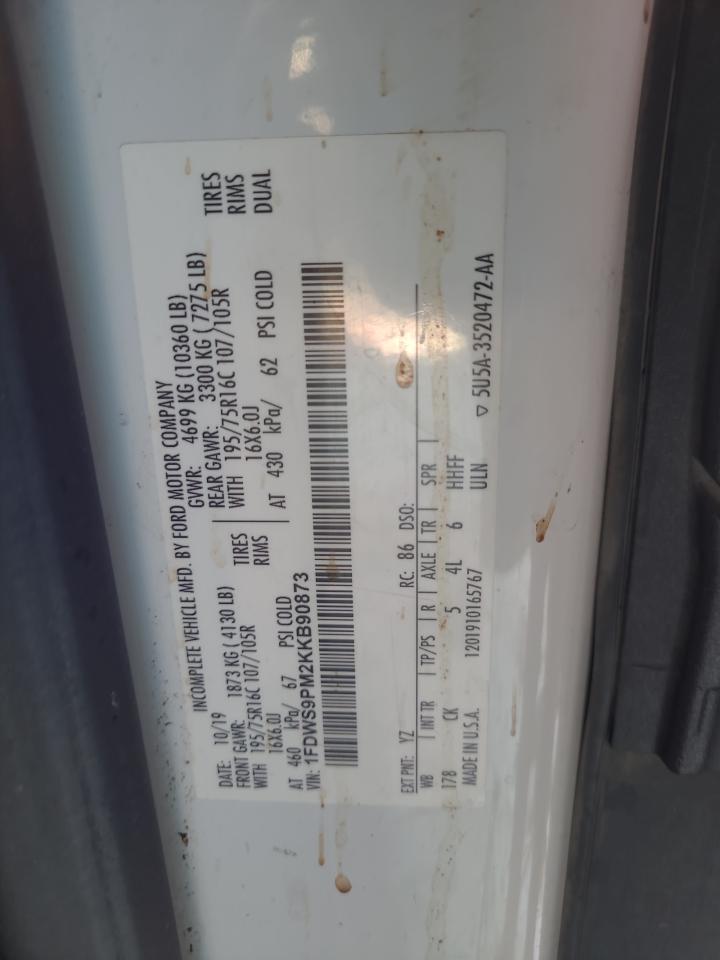 INCOMPLETE VEHICLE MFD. BY FORD MOTOR COMPANY
DATE: 10/19 GVWR: 4699 KG (10360 LB)
FRONT GAWR: 1873 KG ( 4130 LB) REAR GAWR: 3300 KG ( 7275 LB)
WITH 195/75R16C 107/105R TIRES WITH 195/75R16C 107/105R TIRES
16X6.0J RIMS 16X6.0J RIMS
AT 460 kPa/ 67 PSI COLD AT 430 kPa/ 62 PSI COLD DUAL
VIN: 1FDWS9PM2KKB90873
EXT PNT: YZ RC: 86 DSO:
WB INT TR TP/PS R AXLE TR SPR
178 CK 5 4L 6 HHFF
MADE IN U.S.A. 1201910165767 ULN
▽ 5U5A-3520472-AA